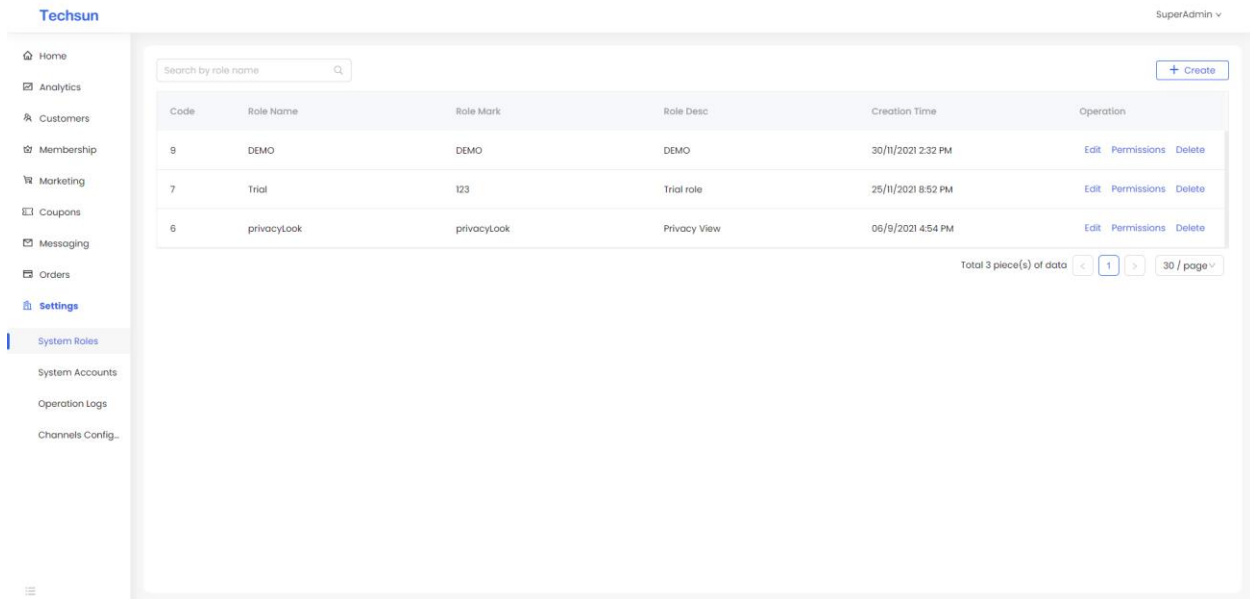 Techsun
SuperAdmin
Home
Analytics
Customers
Membership
Marketing
Coupons
Messaging
Orders
Settings
System Roles
System Accounts
Operation Logs
Channels Config...
Search by role name
+ Create
Code Role Name Role Mark Role Desc Creation Time Operation
9 DEMO DEMO DEMO 30/11/2021 2:32 PM Edit Permissions Delete
7 Trial 123 Trial role 25/11/2021 8:52 PM Edit Permissions Delete
6 privacyLook privacyLook Privacy View 06/9/2021 4:54 PM Edit Permissions Delete
Total 3 piece(s) of data < 1 > 30 / page